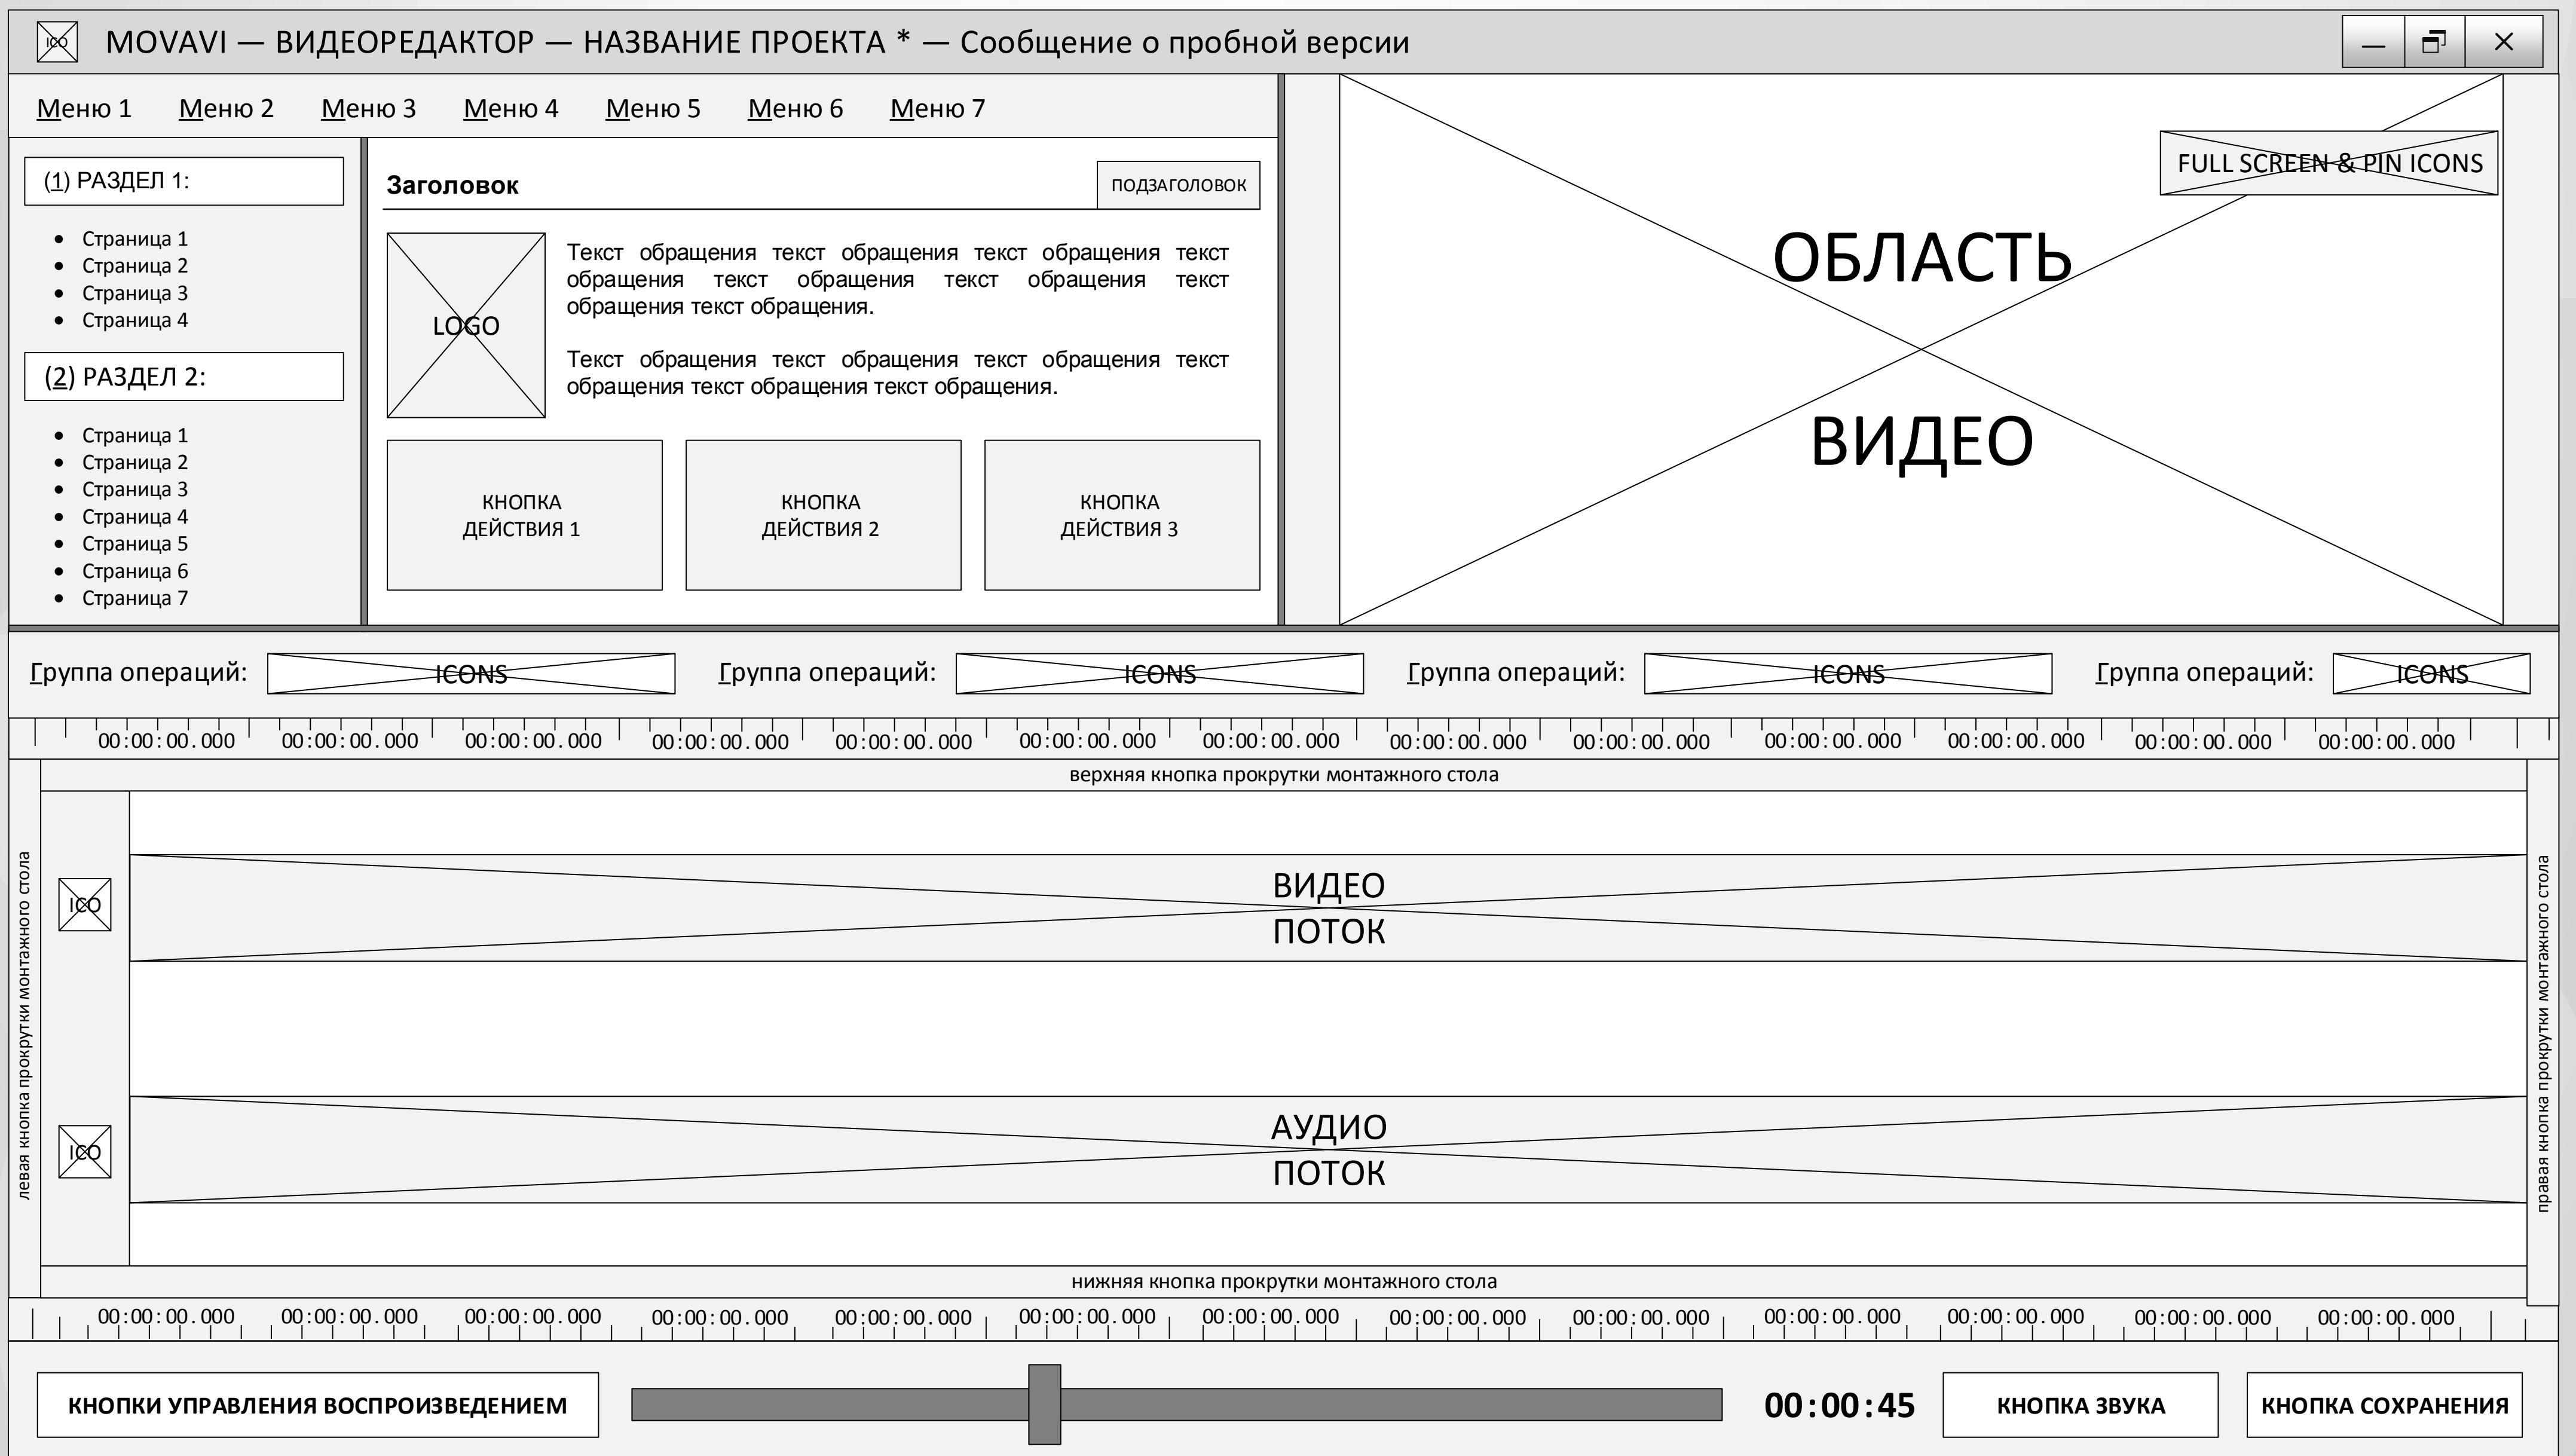 ICO
MOVAVI — ВИДЕОРЕДАКТОР — НАЗВАНИЕ ПРОЕКТА * — Сообщение о пробной версии
Меню 1 Меню 2 Меню 3 Меню 4 Меню 5 Меню 6 Меню 7
(1) РАЗДЕЛ 1:
Страница 1
Страница 2
Страница 3
Страница 4
(2) РАЗДЕЛ 2:
Страница 1
Страница 2
Страница 3
Страница 4
Страница 5
Страница 6
Страница 7
Заголовок
ПОДЗАГОЛОВОК
LOGO
Текст обращения текст обращения текст обращения текст
обращения текст обращения текст обращения текст
обращения текст обращения.
Текст обращения текст обращения текст обращения текст
обращения текст обращения текст обращения.
КНОПКА
ДЕЙСТВИЯ 1
КНОПКА
ДЕЙСТВИЯ 2
КНОПКА
ДЕЙСТВИЯ 3
FULL SCREEN & PIN ICONS
ОБЛАСТЬ
ВИДЕО
Группа операций: ICONS Группа операций: ICONS Группа операций: ICONS Группа операций: ICONS
00:00:00.000 00:00:00.000 00:00:00.000 00:00:00.000 00:00:00.000 00:00:00.000 00:00:00.000 00:00:00.000 00:00:00.000 00:00:00.000 00:00:00.000 00:00:00.000 00:00:00.000
верхняя кнопка прокрутки монтажного стола
левая кнопка прокрутки монтажного стола
ICO
ВИДЕО
ПОТОК
ICO
АУДИО
ПОТОК
правая кнопка прокрутки монтажного стола
нижняя кнопка прокрутки монтажного стола
00:00:00.000 00:00:00.000 00:00:00.000 00:00:00.000 00:00:00.000 00:00:00.000 00:00:00.000 00:00:00.000 00:00:00.000 00:00:00.000 00:00:00.000 00:00:00.000 00:00:00.000
КНОПКИ УПРАВЛЕНИЯ ВОСПРОИЗВЕДЕНИЕМ
00:00:45
КНОПКА ЗВУКА
КНОПКА СОХРАНЕНИЯ